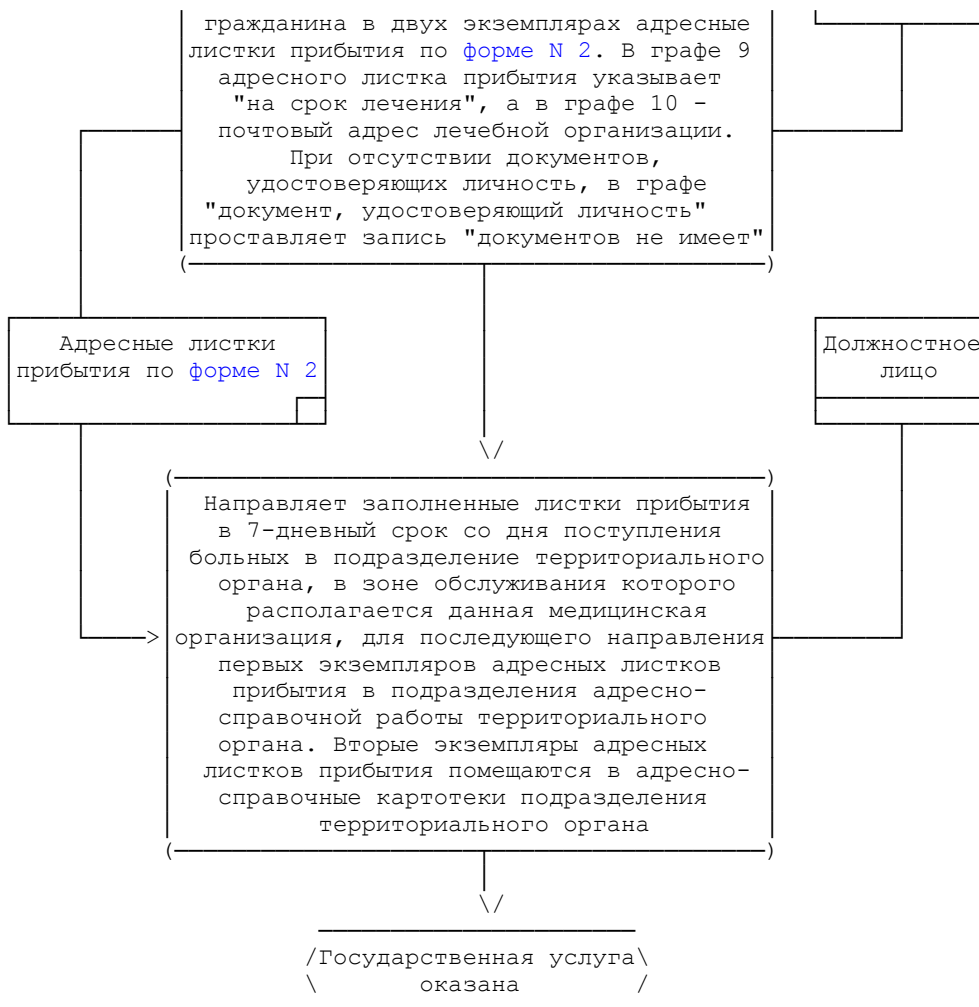 гражданина в двух экземплярах адресные
листки прибытия по форме N 2. В графе 9
адресного листка прибытия указывает
"на срок лечения", а в графе 10 -
почтовый адрес лечебной организации.
При отсутствии документов,
удостоверяющих личность, в графе
"документ, удостоверяющий личность"
проставляет запись "документов не имеет"
Адресные листки
прибытия по форме N 2
Должностное
лицо
Направляет заполненные листки прибытия
в 7-дневный срок со дня поступления
больных в подразделение территориального
органа, в зоне обслуживания которого
располагается данная медицинская
организация, для последующего направления
первых экземпляров адресных листков
прибытия в подразделения адресно-
справочной работы территориального
органа. Вторые экземпляры адресных
листков прибытия помещаются в адресно-
справочные картотеки подразделения
территориального органа
Государственная услуга
оказана